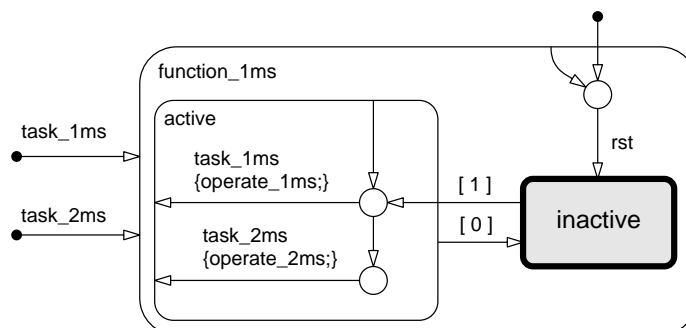 function_1ms
active
task_1ms
task_1ms
{operate_1ms;}
rst
[ 1 ]
inactive
task_2ms
task_2ms
{operate_2ms;}
[ 0 ]